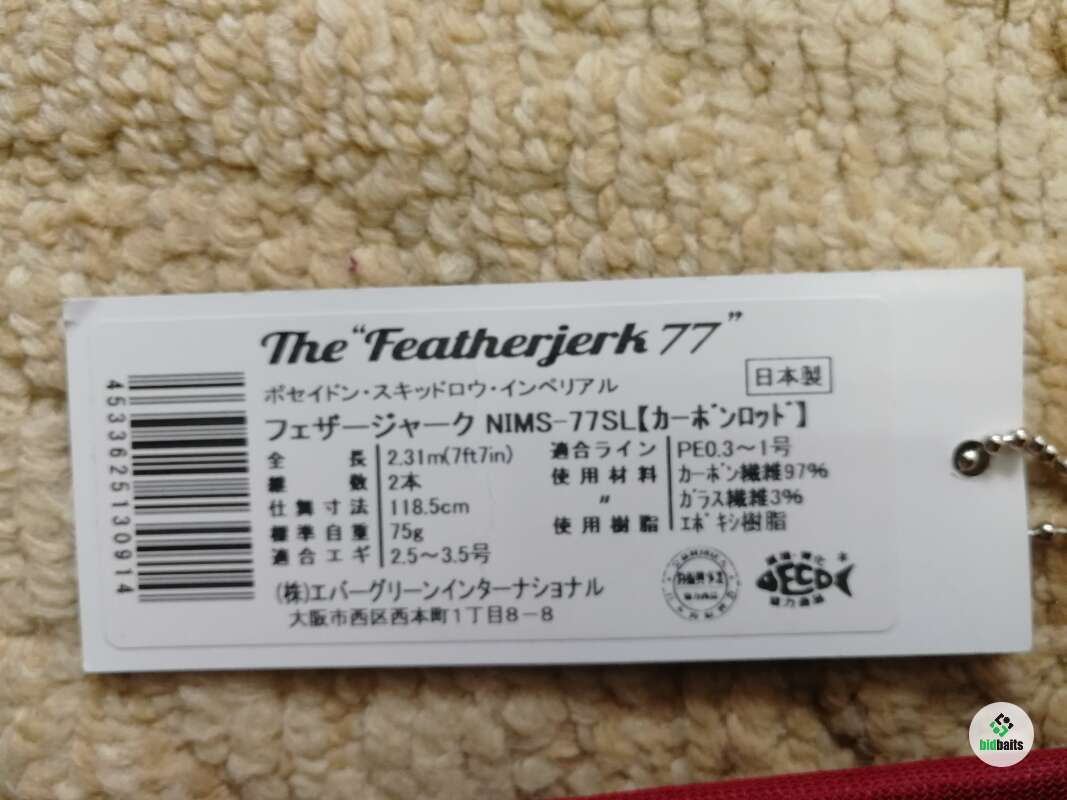 The "Featherjerk 77"
ポセイドン・スキッドロウ・インペリアル
日本製
フェザージャーク NIMS-77SL【カーボンロッド】
全長 2.31m(7ft7in)
継数 2本
仕舞寸法 118.5cm
標準自重 75g
適合エギ 2.5～3.5号
適合ライン PE0.3～1号
使用材料 カーボン繊維97%
〃 ガラス繊維3%
使用樹脂 エポキシ樹脂
(株)エバーグリーンインターナショナル
大阪市西区西本町1丁目8-8
4533625130914
ECO
bidbaits